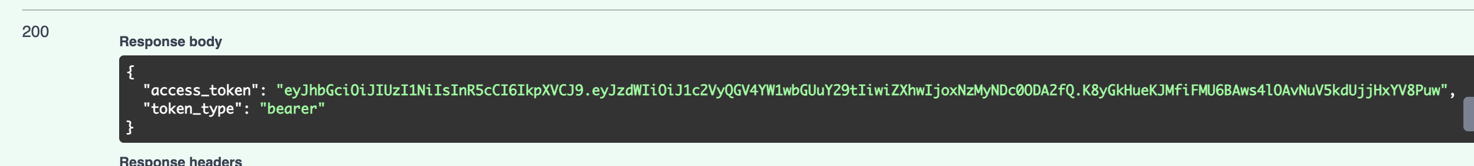 200
Response body
{
"access_token": "eyJhbGciOiJIUzI1NiIsInR5cCI6IkpXVCJ9.eyJzdWIiOiJ1c2VyQGV4YW1wbGUuY29tIiwiZXhwIjoxNzMyNDc0ODA2fQ.K8yGkHueKJMfiFMU6BAws4lOAvNuV5kdUjjHxYV8Puw",
"token_type": "bearer"
}
Response headers